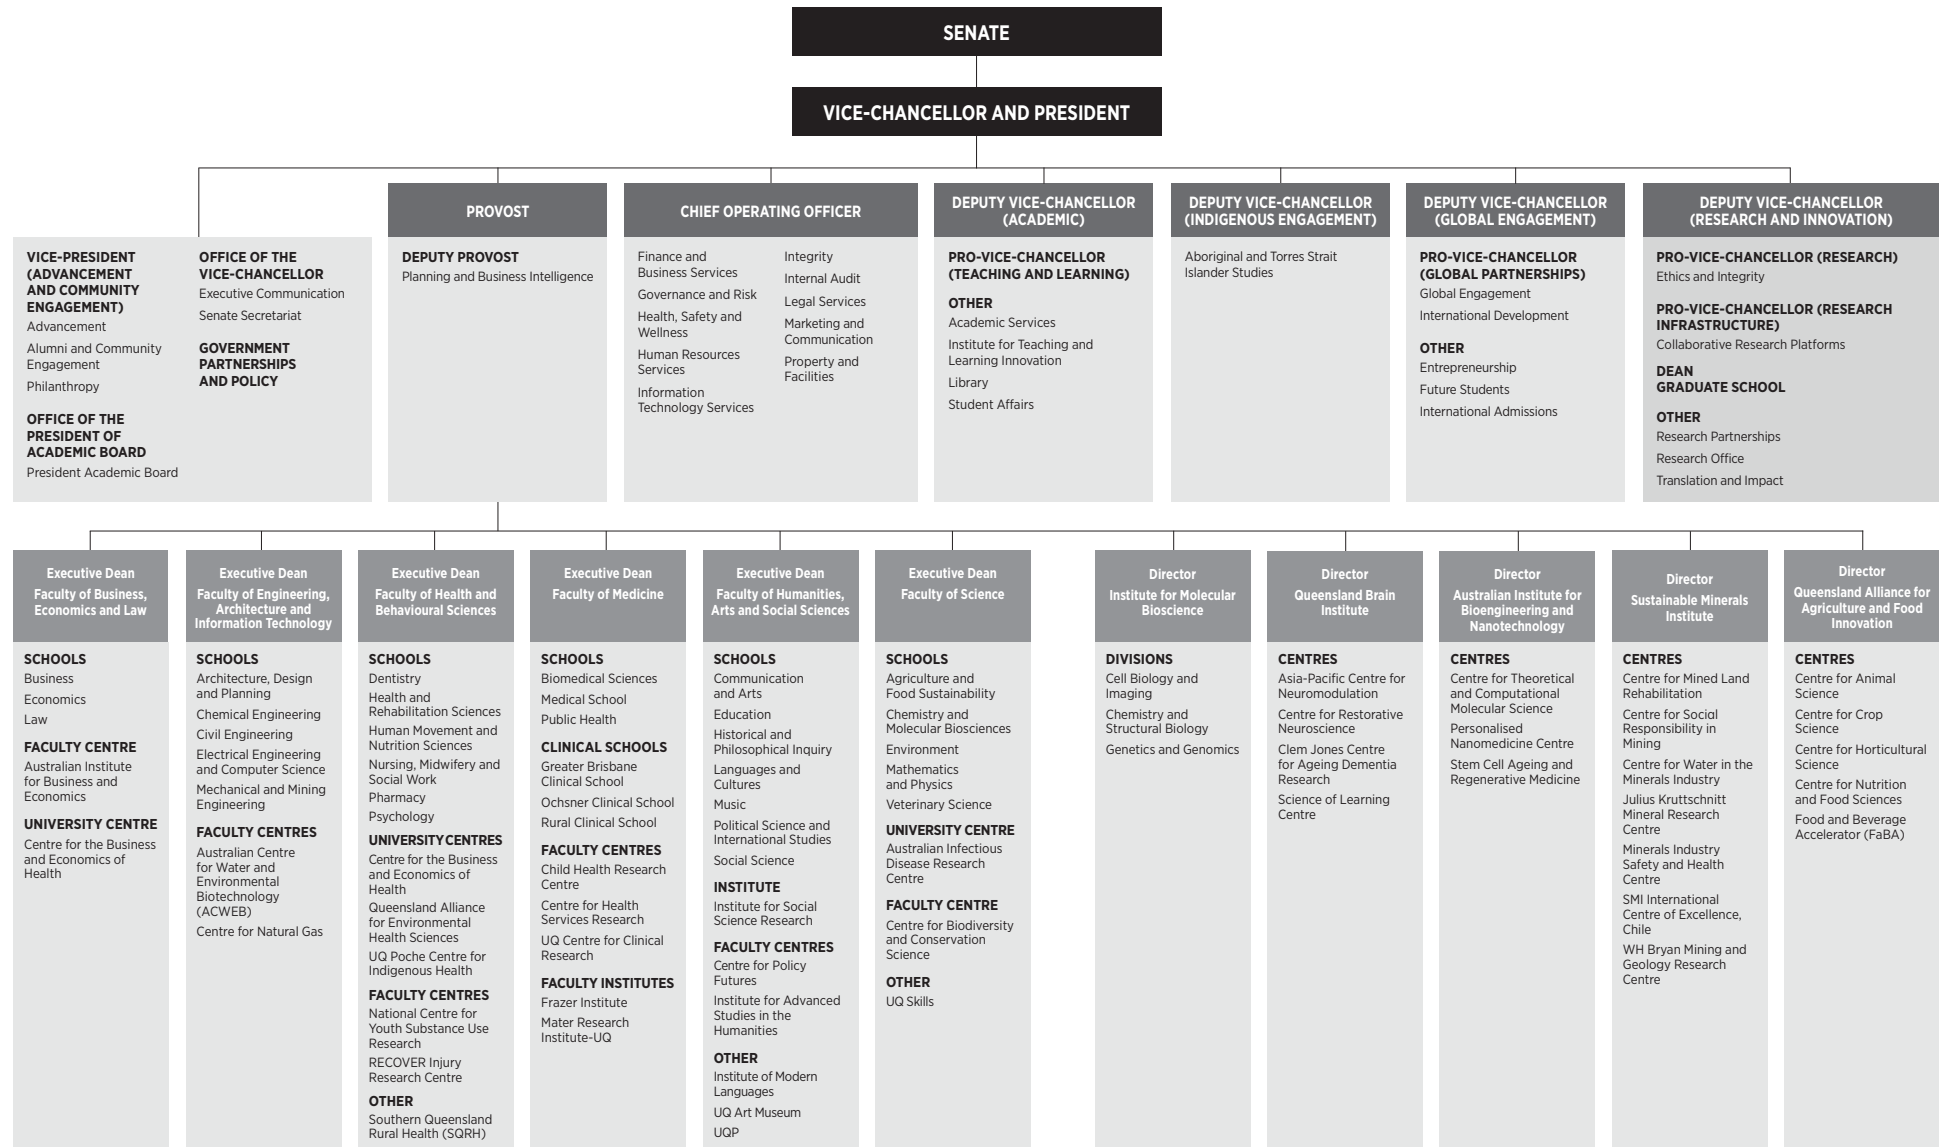 SENATE
VICE-CHANCELLOR AND PRESIDENT
VICE-PRESIDENT
(ADVANCEMENT
AND COMMUNITY
ENGAGEMENT)
Advancement
Alumni and Community
Engagement
Philanthropy
OFFICE OF THE
PRESIDENT OF
ACADEMIC BOARD
President Academic Board
OFFICE OF THE
VICE-CHANCELLOR
Executive Communication
Senate Secretariat
GOVERNMENT
PARTNERSHIPS
AND POLICY
PROVOST
DEPUTY PROVOST
Planning and Business Intelligence
CHIEF OPERATING OFFICER
Finance and
Business Services
Governance and Risk
Health, Safety and
Wellness
Human Resources
Services
Information
Technology Services
Integrity
Internal Audit
Legal Services
Marketing and
Communication
Property and
Facilities
DEPUTY VICE-CHANCELLOR
(ACADEMIC)
PRO-VICE-CHANCELLOR
(TEACHING AND LEARNING)
OTHER
Academic Services
Institute for Teaching and
Learning Innovation
Library
Student Affairs
DEPUTY VICE-CHANCELLOR
(INDIGENOUS ENGAGEMENT)
Aboriginal and Torres Strait
Islander Studies
DEPUTY VICE-CHANCELLOR
(GLOBAL ENGAGEMENT)
PRO-VICE-CHANCELLOR
(GLOBAL PARTNERSHIPS)
Global Engagement
International Development
OTHER
Entrepreneurship
Future Students
International Admissions
DEPUTY VICE-CHANCELLOR
(RESEARCH AND INNOVATION)
PRO-VICE-CHANCELLOR (RESEARCH)
Ethics and Integrity
PRO-VICE-CHANCELLOR (RESEARCH
INFRASTRUCTURE)
Collaborative Research Platforms
DEAN
GRADUATE SCHOOL
OTHER
Research Partnerships
Research Office
Translation and Impact
Executive Dean
Faculty of Business,
Economics and Law
SCHOOLS
Business
Economics
Law
FACULTY CENTRE
Australian Institute
for Business and
Economics
UNIVERSITY CENTRE
Centre for the Business
and Economics of
Health
Executive Dean
Faculty of Engineering,
Architecture and
Information Technology
SCHOOLS
Architecture, Design
and Planning
Chemical Engineering
Civil Engineering
Electrical Engineering
and Computer Science
Mechanical and Mining
Engineering
FACULTY CENTRES
Australian Centre
for Water and
Environmental
Biotechnology
(ACWEB)
Centre for Natural Gas
Executive Dean
Faculty of Health and
Behavioural Sciences
SCHOOLS
Dentistry
Health and
Rehabilitation Sciences
Human Movement and
Nutrition Sciences
Nursing, Midwifery and
Social Work
Pharmacy
Psychology
UNIVERSITY CENTRES
Centre for the Business
and Economics of
Health
Queensland Alliance
for Environmental
Health Sciences
UQ Poche Centre for
Indigenous Health
FACULTY CENTRES
National Centre for
Youth Substance Use
Research
RECOVER Injury
Research Centre
OTHER
Southern Queensland
Rural Health (SQRH)
Executive Dean
Faculty of Medicine
SCHOOLS
Biomedical Sciences
Medical School
Public Health
CLINICAL SCHOOLS
Greater Brisbane
Clinical School
Ochsner Clinical School
Rural Clinical School
FACULTY CENTRES
Child Health Research
Centre
Centre for Health
Services Research
UQ Centre for Clinical
Research
FACULTY INSTITUTES
Frazer Institute
Mater Research
Institute-UQ
Executive Dean
Faculty of Humanities,
Arts and Social Sciences
SCHOOLS
Communication
and Arts
Education
Historical and
Philosophical Inquiry
Languages and
Cultures
Music
Political Science and
International Studies
Social Science
INSTITUTE
Institute for Social
Science Research
FACULTY CENTRES
Centre for Policy
Futures
Institute for Advanced
Studies in the
Humanities
OTHER
Institute of Modern
Languages
UQ Art Museum
UQP
Executive Dean
Faculty of Science
SCHOOLS
Agriculture and
Food Sustainability
Chemistry and
Molecular Biosciences
Environment
Mathematics
and Physics
Veterinary Science
UNIVERSITY CENTRE
Australian Infectious
Disease Research
Centre
FACULTY CENTRE
Centre for Biodiversity
and Conservation
Science
OTHER
UQ Skills
Director
Institute for Molecular
Bioscience
DIVISIONS
Cell Biology and
Imaging
Chemistry and
Structural Biology
Genetics and Genomics
Director
Queensland Brain
Institute
CENTRES
Asia-Pacific Centre for
Neuromodulation
Centre for Restorative
Neuroscience
Clem Jones Centre
for Ageing Dementia
Research
Science of Learning
Centre
Director
Australian Institute for
Bioengineering and
Nanotechnology
CENTRES
Centre for Theoretical
and Computational
Molecular Science
Personalised
Nanomedicine Centre
Stem Cell Ageing and
Regenerative Medicine
Director
Sustainable Minerals
Institute
CENTRES
Centre for Mined Land
Rehabilitation
Centre for Social
Responsibility in
Mining
Centre for Water in the
Minerals Industry
Julius Kruttschnitt
Mineral Research
Centre
Minerals Industry
Safety and Health
Centre
SMI International
Centre of Excellence,
Chile
WH Bryan Mining and
Geology Research
Centre
Director
Queensland Alliance for
Agriculture and Food
Innovation
CENTRES
Centre for Animal
Science
Centre for Crop
Science
Centre for Horticultural
Science
Centre for Nutrition
and Food Sciences
Food and Beverage
Accelerator (FaBA)